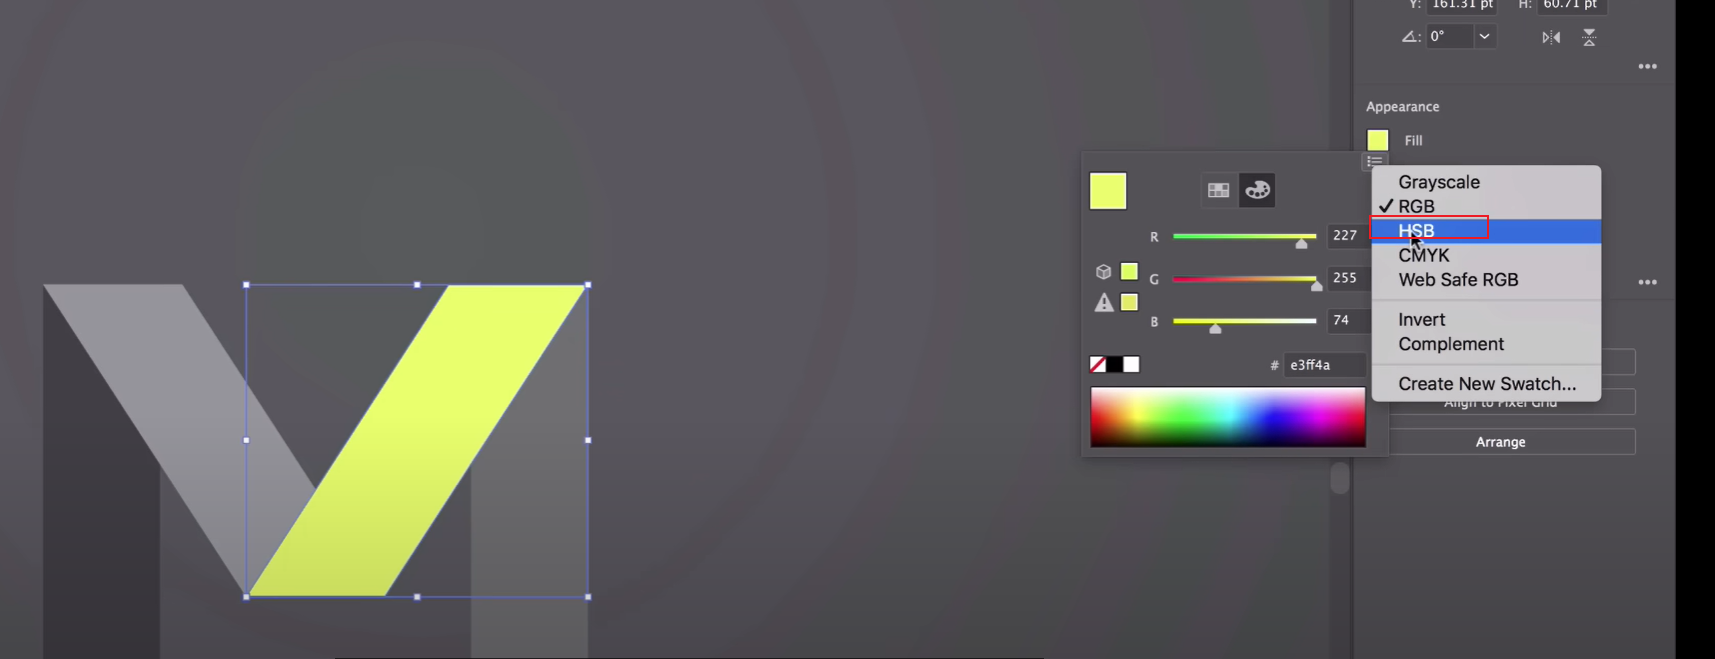 Y: 161.31 pt H: 60.71 pt
0°
Appearance
Fill
R 227
G 255
B 74
# e3ff4a
Grayscale
✓ RGB
HSB
CMYK
Web Safe RGB
Invert
Complement
Create New Swatch...
Align to Pixel Grid
Arrange